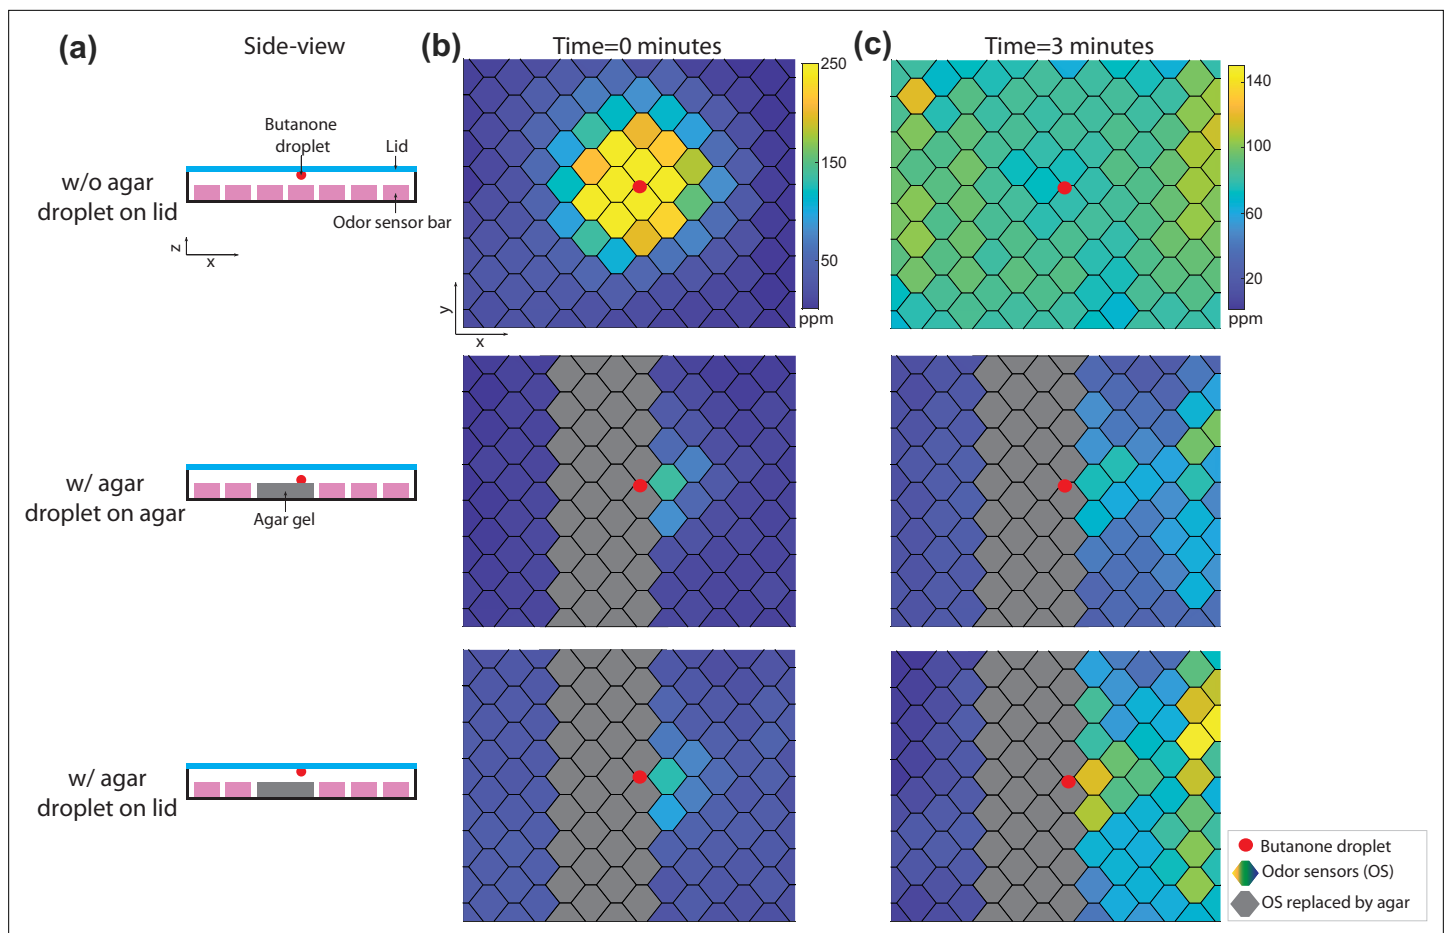 (a)
Side-view
(b)
Time=0 minutes
(c)
Time=3 minutes
w/o agar
droplet on lid
Butanone
droplet
Lid
Odor sensor bar
z
x
y
x
250
150
50
ppm
140
100
60
20
ppm
w/ agar
droplet on agar
Agar gel
w/ agar
droplet on lid
Butanone droplet
Odor sensors (OS)
OS replaced by agar